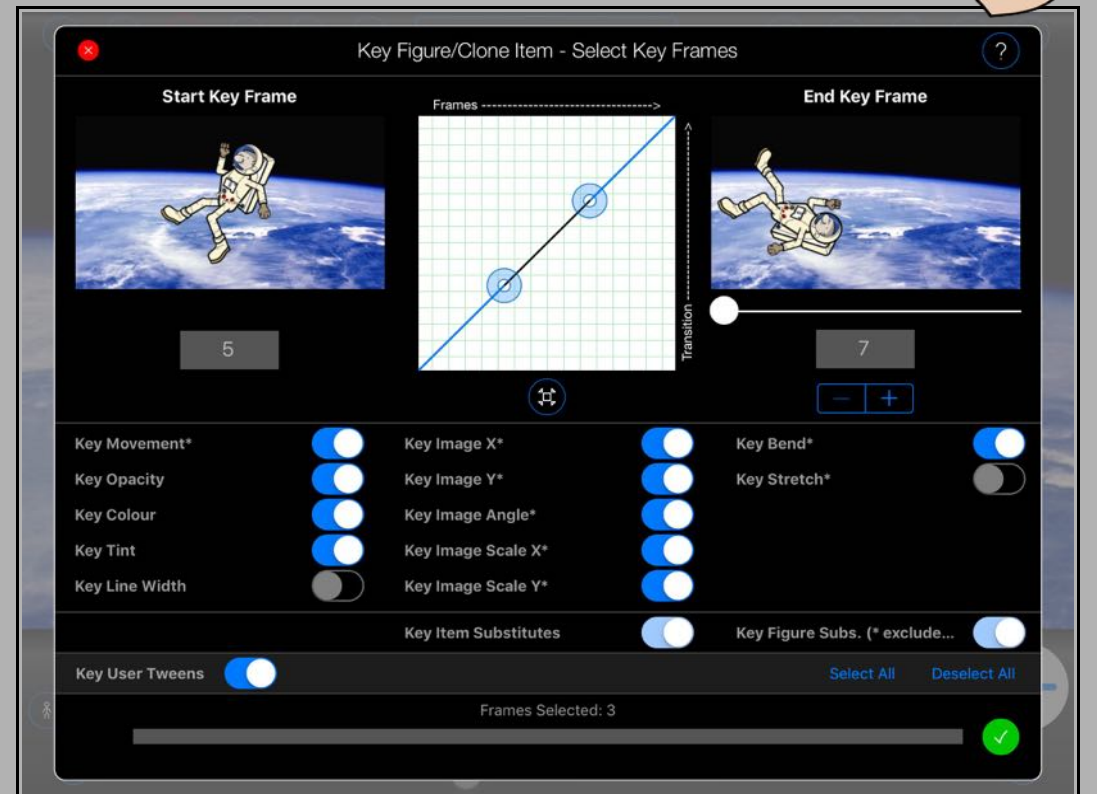 Key Figure/Clone Item - Select Key Frames
?
Start Key Frame
Frames --------------------------------->
End Key Frame
Transition --------------------->
5
7
- +
Key Movement*
Key Image X*
Key Bend*
Key Opacity
Key Image Y*
Key Stretch*
Key Colour
Key Image Angle*
Key Tint
Key Image Scale X*
Key Line Width
Key Image Scale Y*
Key Item Substitutes
Key Figure Subs. (* exclude...
Key User Tweens
Select All
Deselect All
Frames Selected: 3